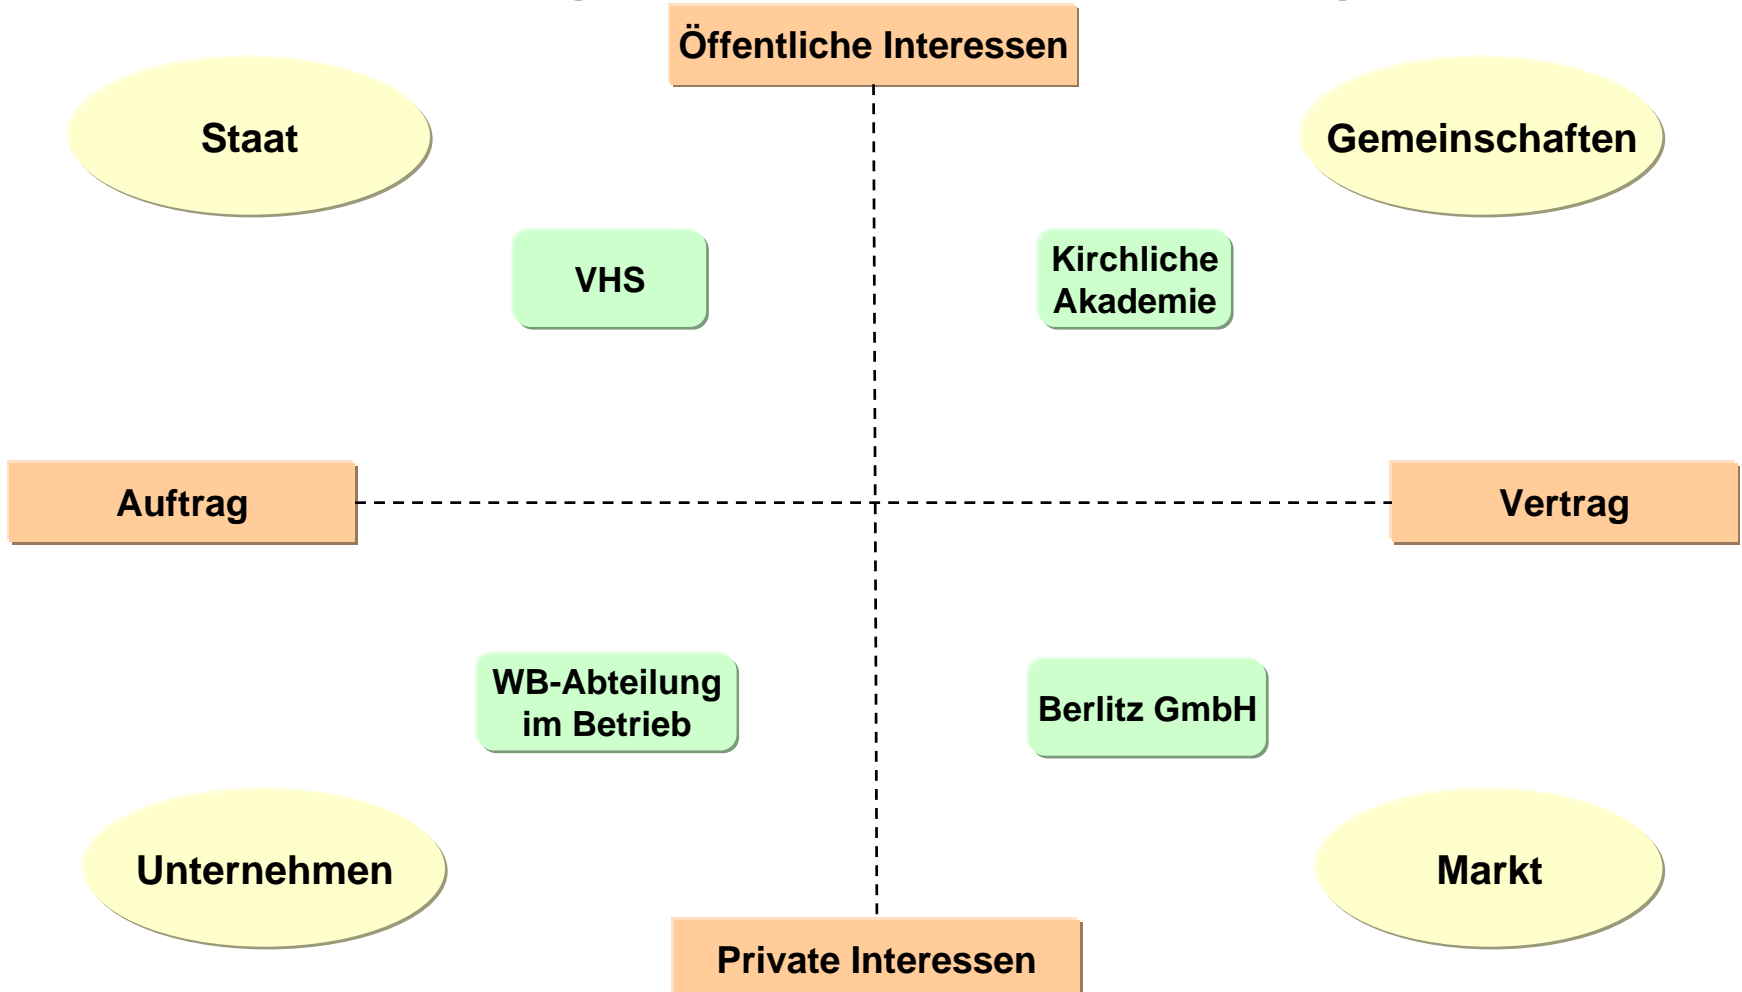 Öffentliche Interessen
Staat
Gemeinschaften
VHS
Kirchliche
Akademie
Auftrag
Vertrag
WB-Abteilung
im Betrieb
Berlitz GmbH
Unternehmen
Markt
Private Interessen